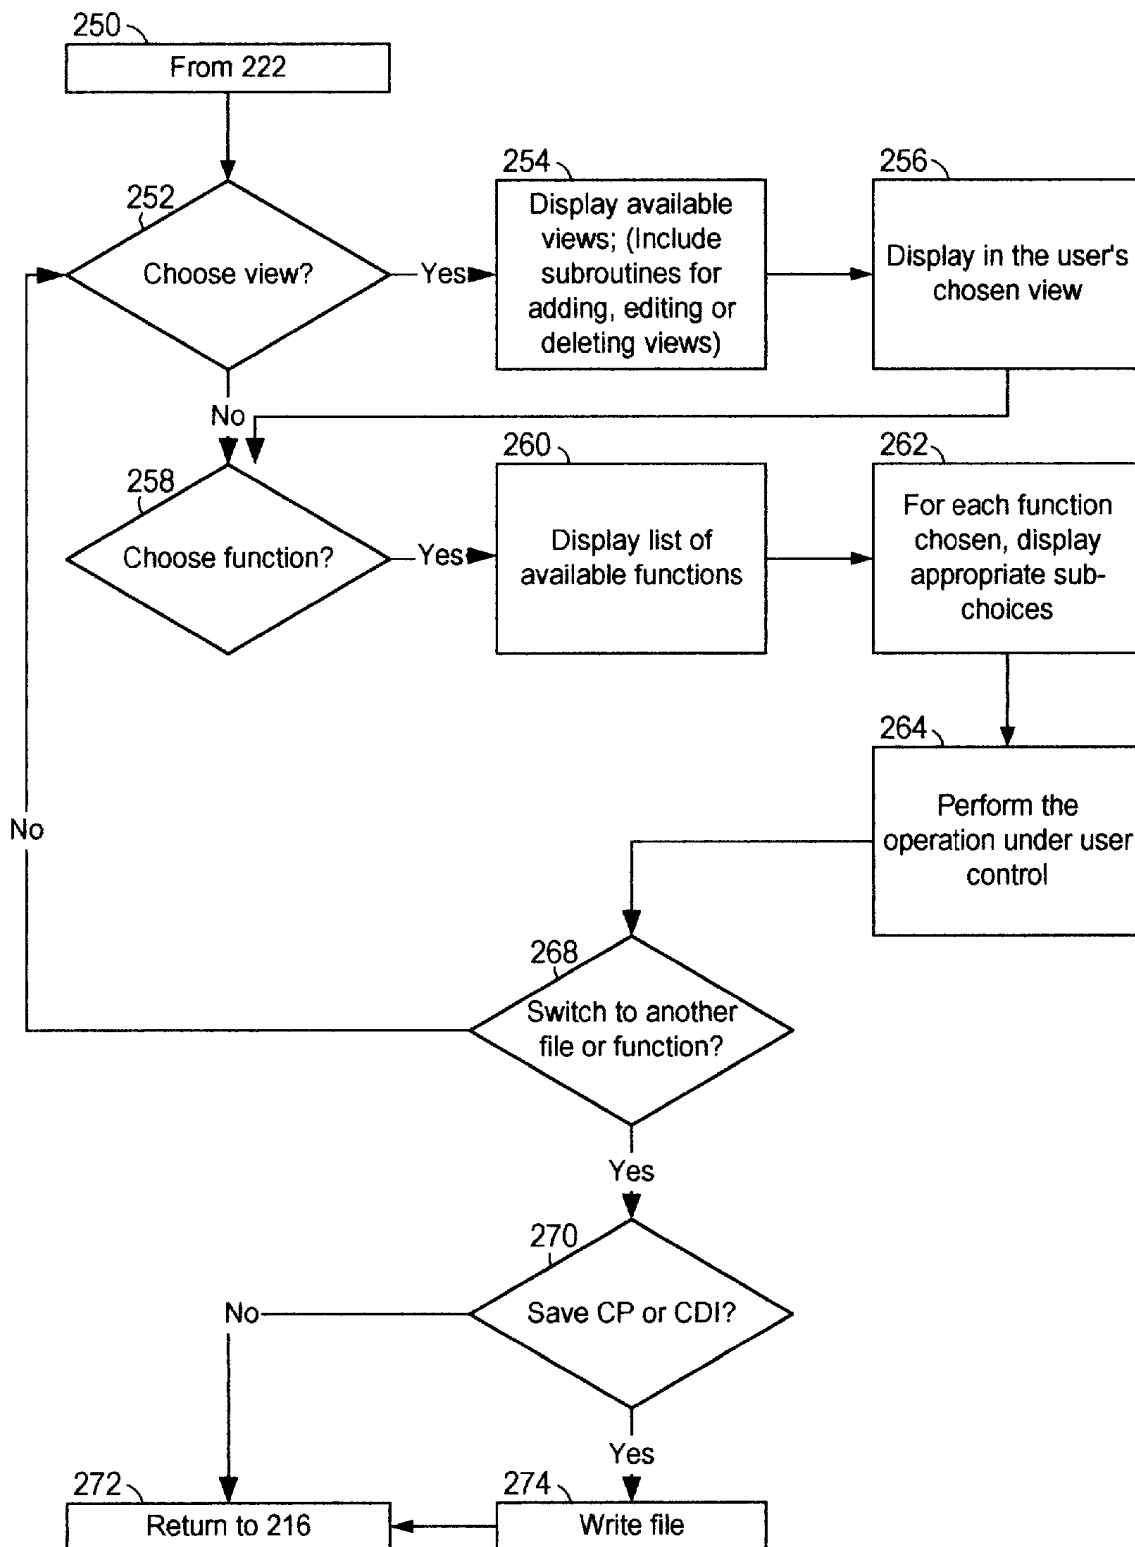 250
From 222
252
Choose view?
Yes
254
Display available
views; (Include
subroutines for
adding, editing or
deleting views)
256
Display in the user's
chosen view
No
258
Choose function?
Yes
260
Display list of
available functions
262
For each function
chosen, display
appropriate sub-
choices
264
Perform the
operation under user
control
No
268
Switch to another
file or function?
Yes
270
Save CP or CDI?
No
Yes
272
Return to 216
274
Write file